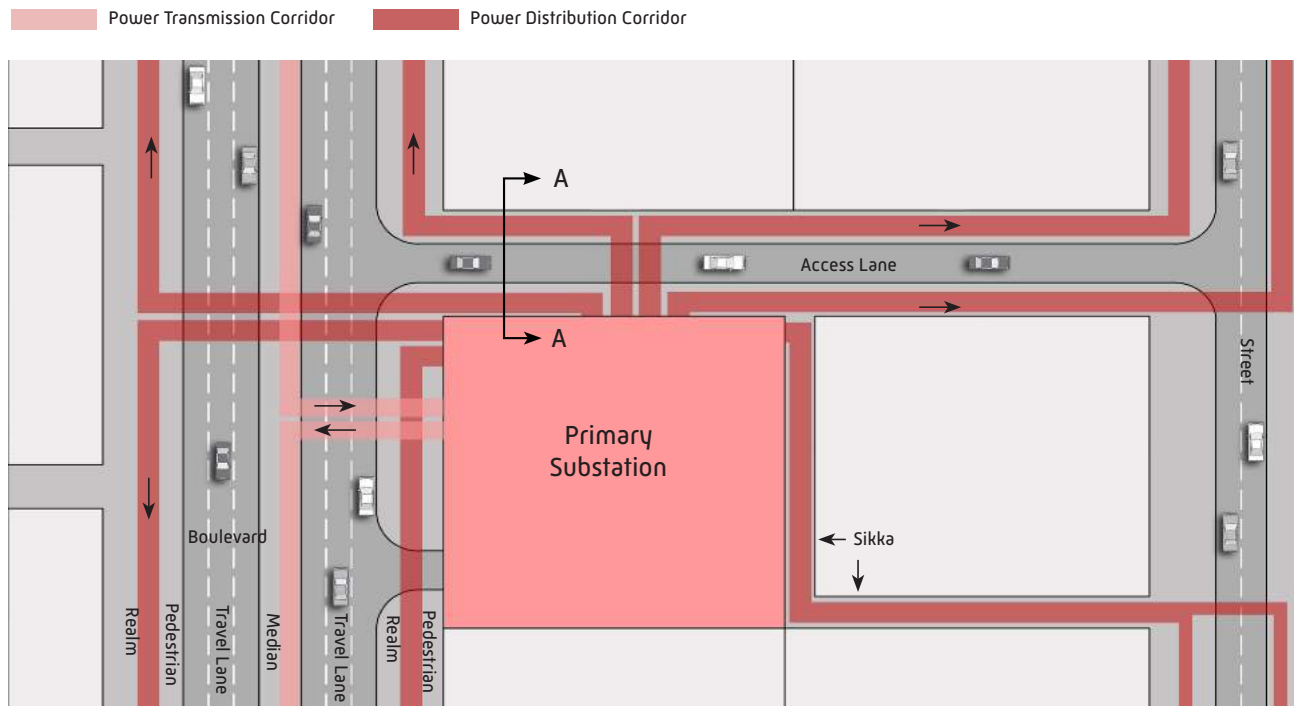 Power Transmission Corridor
Power Distribution Corridor
A
Access Lane
A
Street
Primary
Substation
Boulevard
Sikka
Realm
Pedestrian
Travel Lane
Median
Travel Lane
Realm
Pedestrian